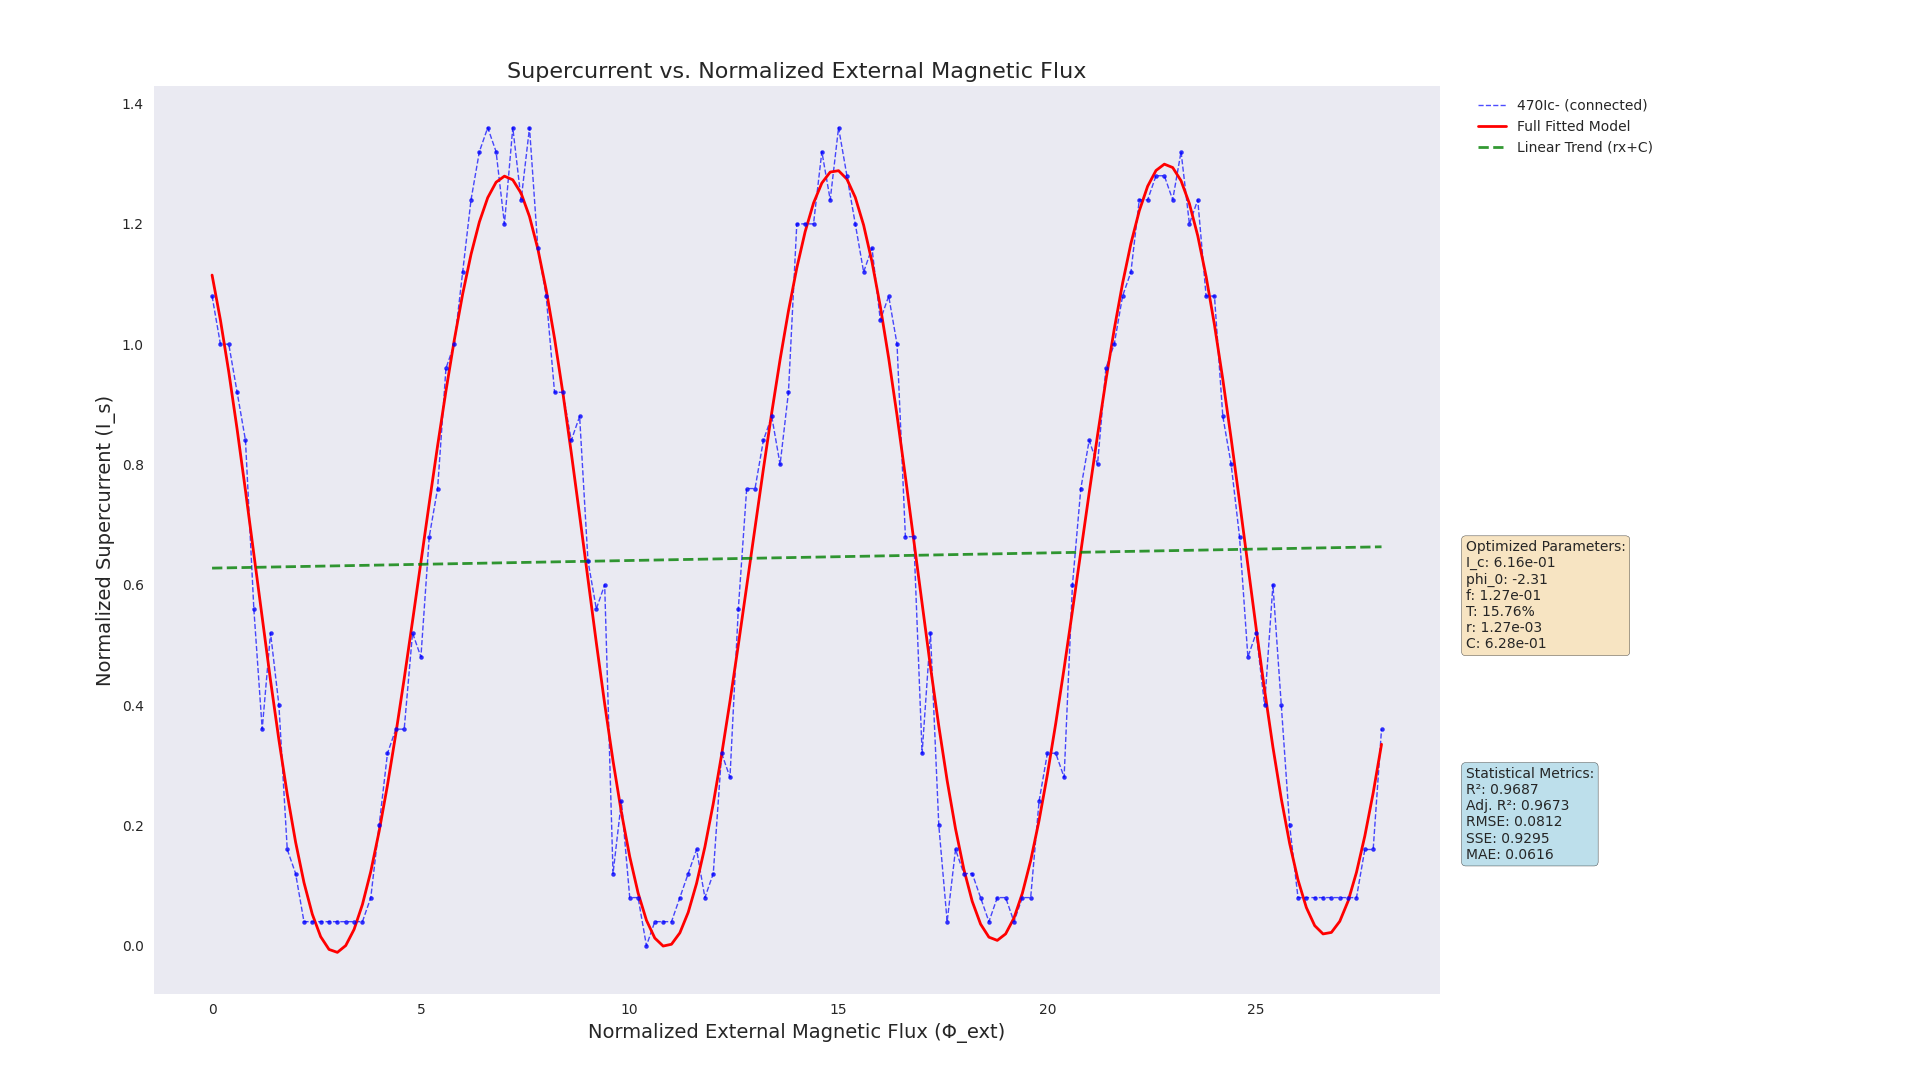 Supercurrent vs. Normalized External Magnetic Flux
470Ic- (connected)
Full Fitted Model
Linear Trend (rx+C)
Normalized Supercurrent (I_s)
1.4
1.2
1.0
0.8
0.6
0.4
0.2
0.0
0 5 10 15 20 25
Normalized External Magnetic Flux (Φ_ext)
Optimized Parameters:
I_c: 6.16e-01
phi_0: -2.31
f: 1.27e-01
T: 15.76%
r: 1.27e-03
C: 6.28e-01
Statistical Metrics:
R²: 0.9687
Adj. R²: 0.9673
RMSE: 0.0812
SSE: 0.9295
MAE: 0.0616